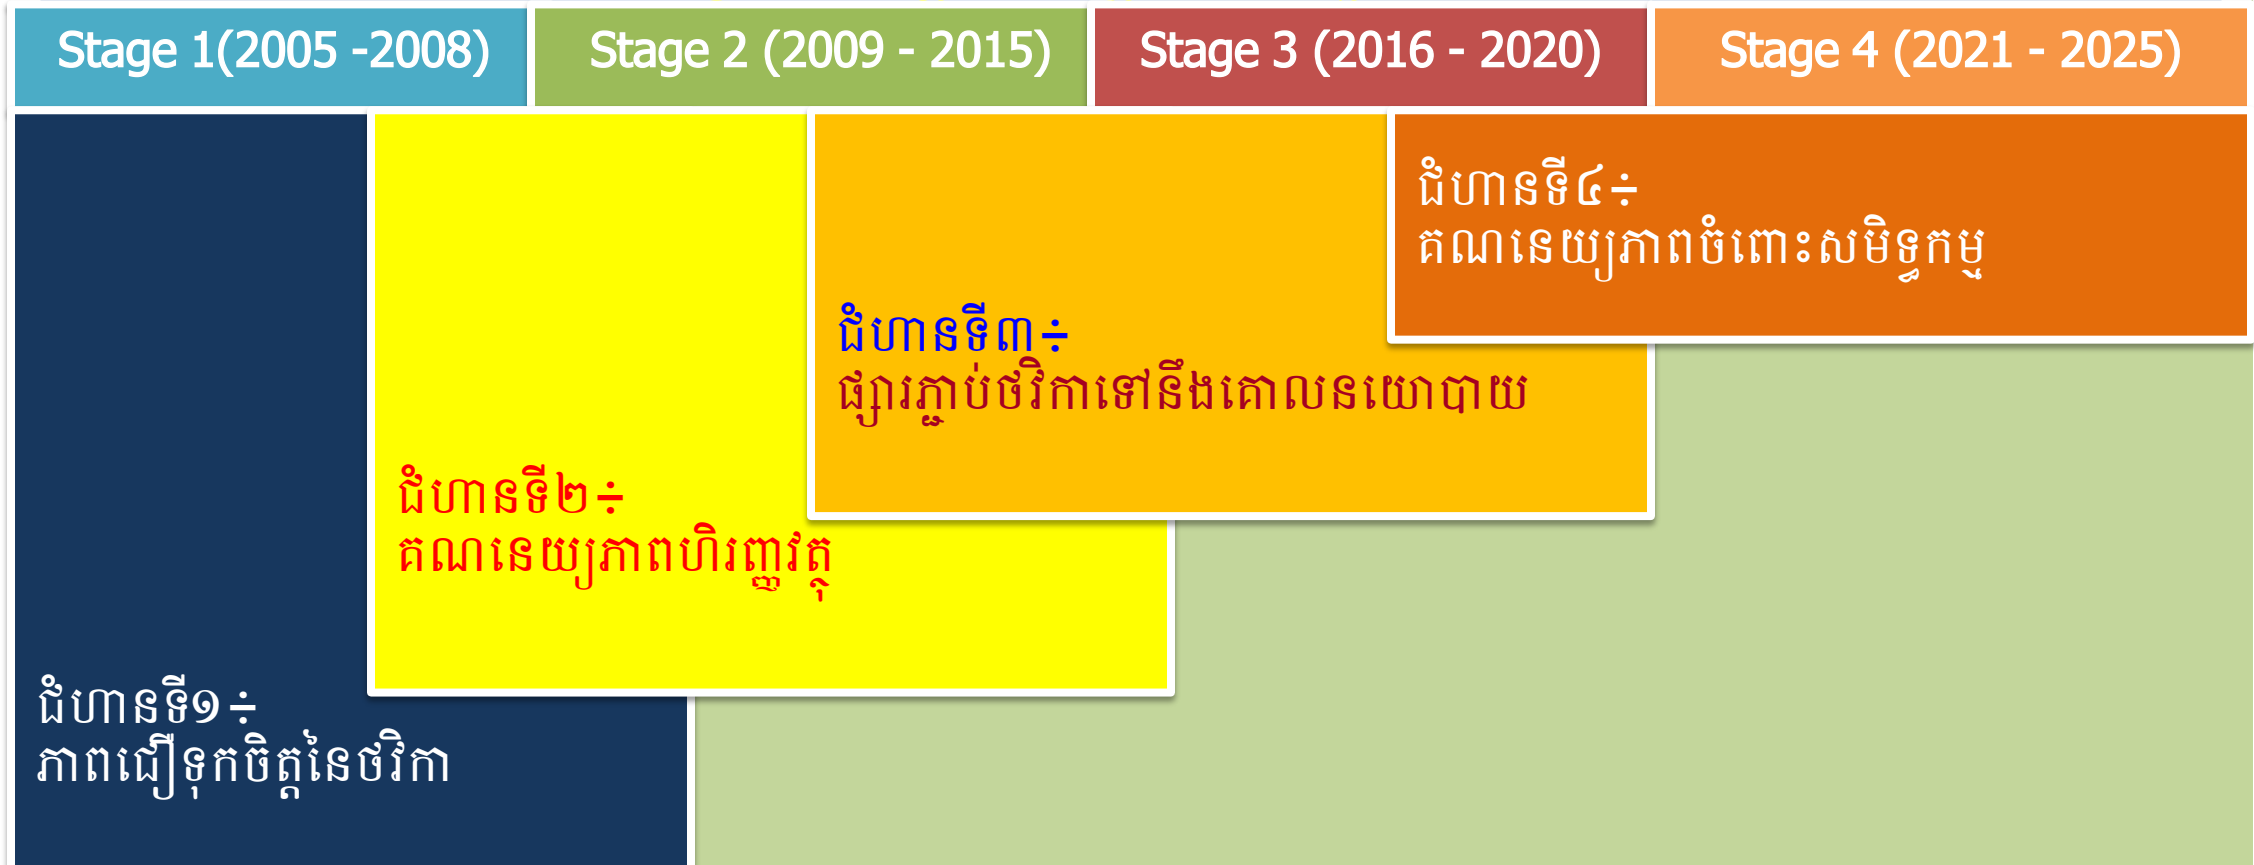 Stage 1(2005 -2008)
Stage 2 (2009 - 2015)
Stage 3 (2016 - 2020)
Stage 4 (2021 - 2025)
ជំហានទី៤÷
គណនេយ្យភាពចំពោះសមិទ្ធកម្ម
ជំហានទី៣÷
ផ្សារភ្ជាប់ថវិកាទៅនឹងគោលនយោបាយ
ជំហានទី២÷
គណនេយ្យភាពហិរញ្ញវត្ថុ
ជំហានទី១÷
ភាពជឿទុកចិត្តនៃថវិកា